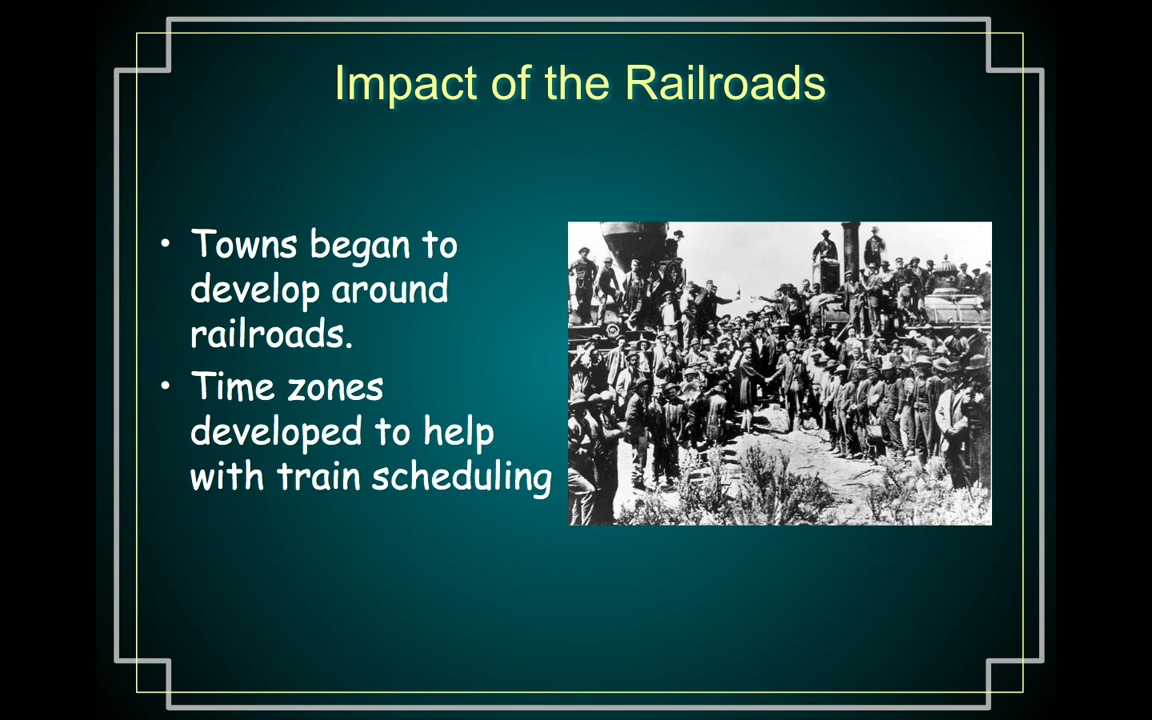 Impact of the Railroads
• Towns began to
develop around
railroads.
• Time zones
developed to help
with train scheduling